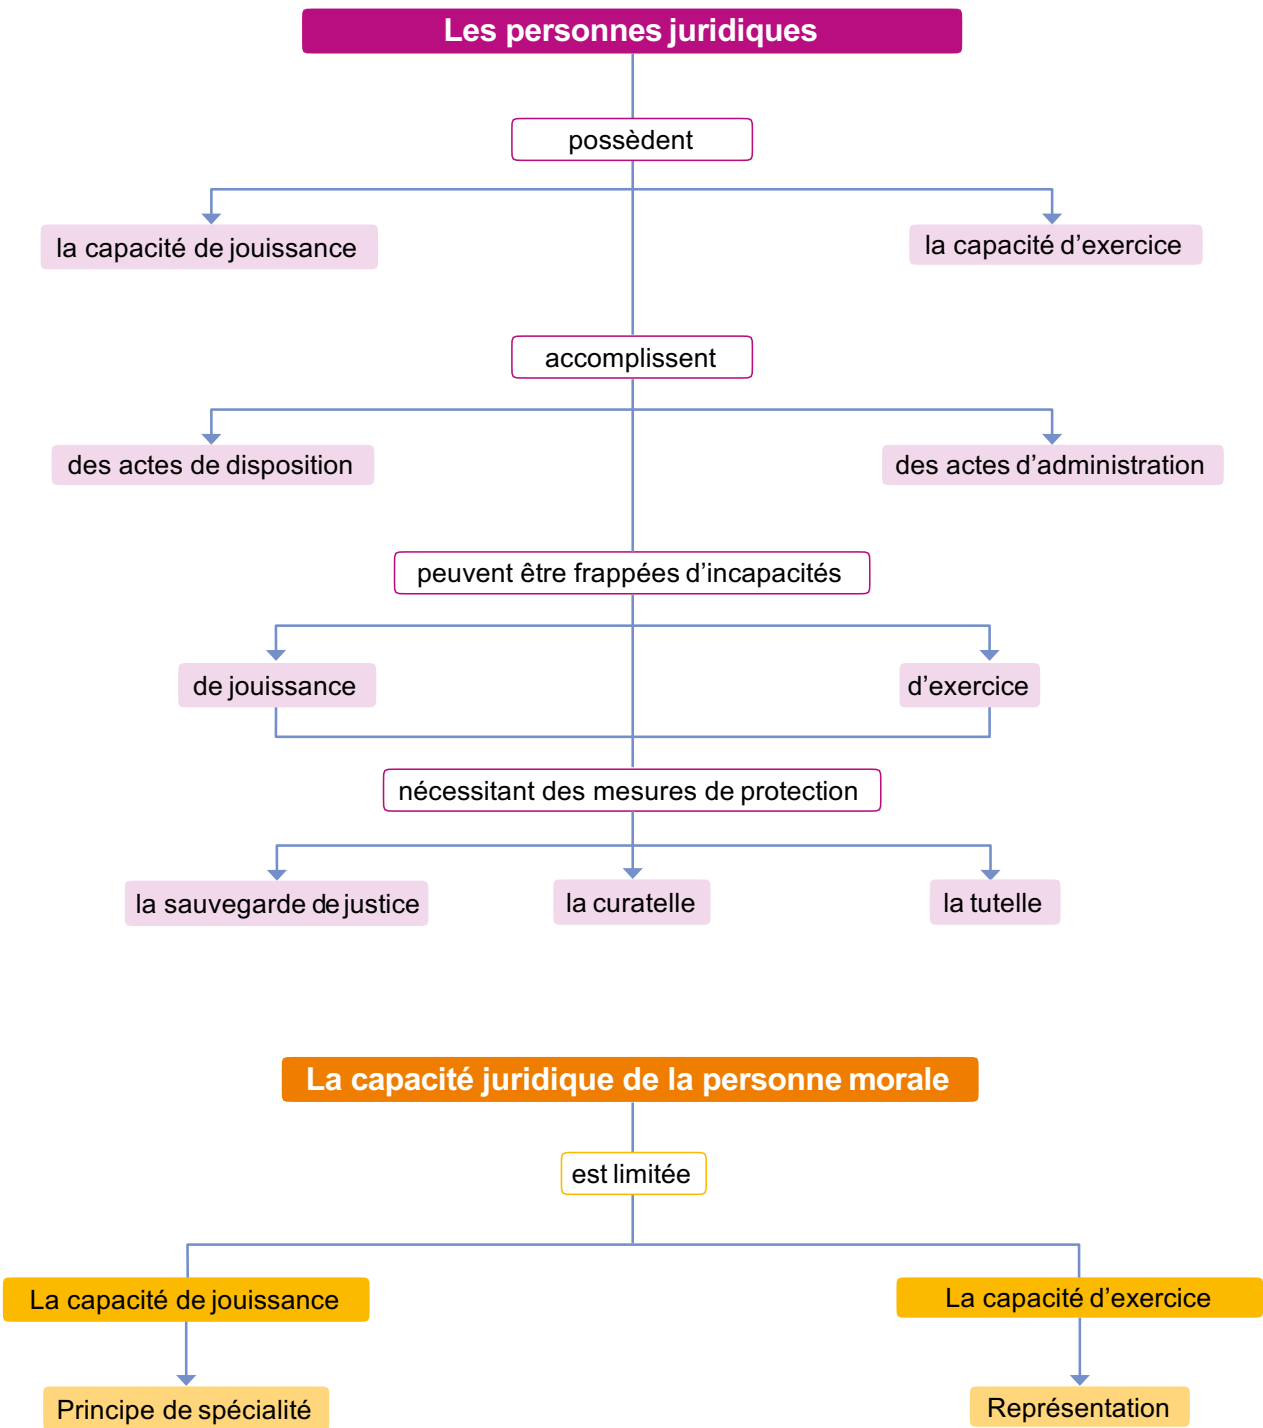 Les personnes juridiques
possèdent
la capacité de jouissance
la capacité d’exercice
accomplissent
des actes de disposition
des actes d’administration
peuvent être frappées d’incapacités
de jouissance
d’exercice
nécessitant des mesures de protection
la sauvegarde de justice
la curatelle
la tutelle
La capacité juridique de la personne morale
est limitée
La capacité de jouissance
La capacité d’exercice
Principe de spécialité
Représentation